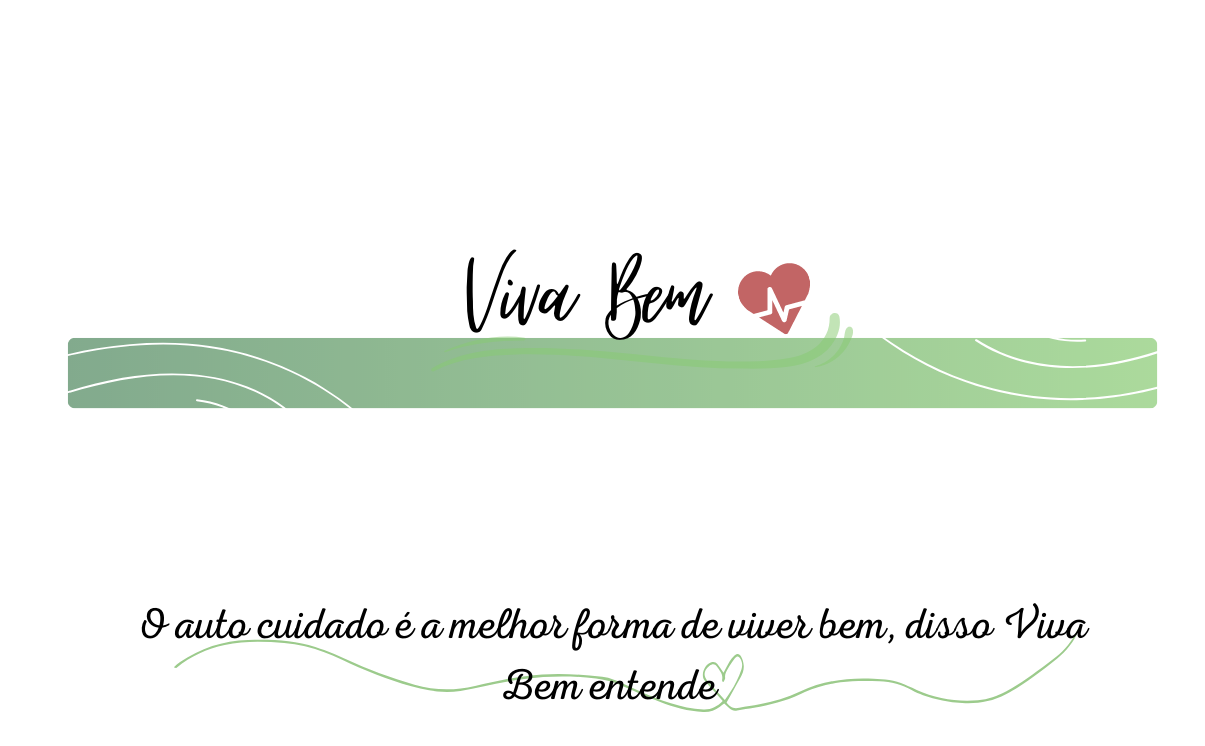 Viva Bem
O auto cuidado é a melhor forma de viver bem, disso Viva
Bem entende